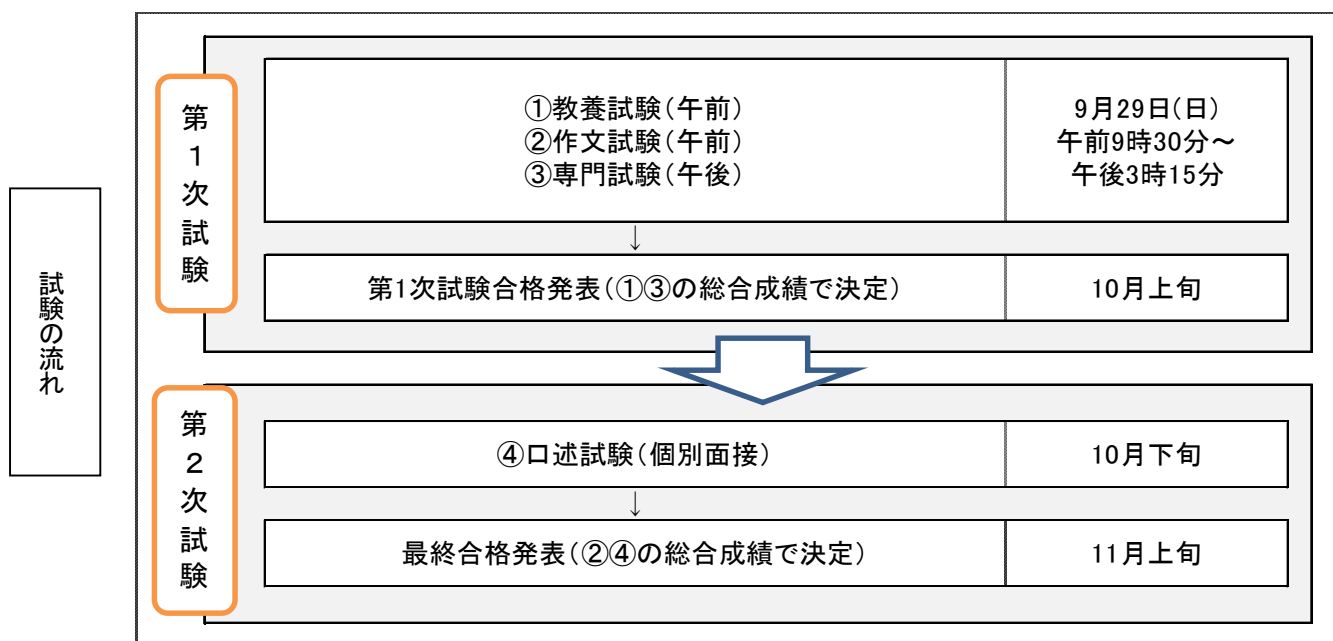 試験の流れ
第1次試験
①教養試験(午前)
②作文試験(午前)
③専門試験(午後)
9月29日(日)
午前9時30分～
午後3時15分
↓
第1次試験合格発表(①③の総合成績で決定)
10月上旬
第2次試験
④口述試験(個別面接)
10月下旬
↓
最終合格発表(②④の総合成績で決定)
11月上旬